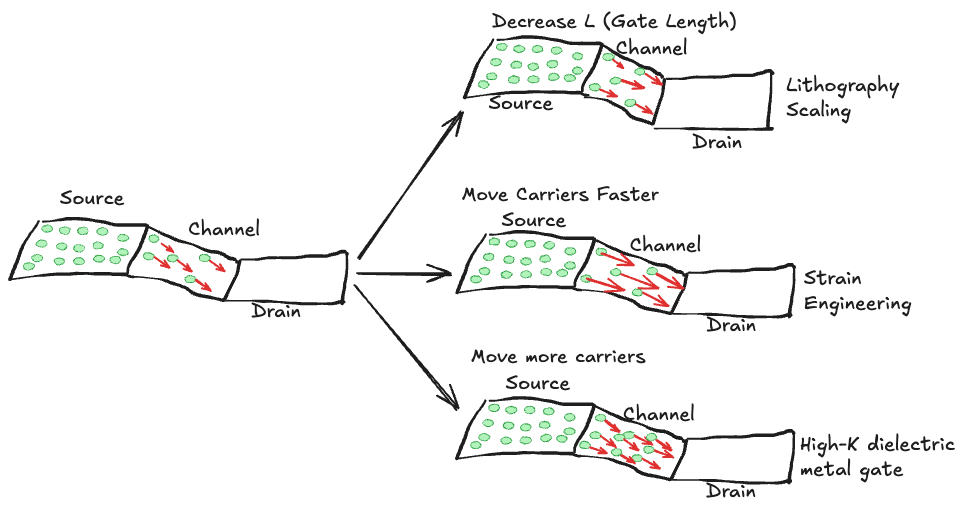 Source
Channel
Drain
Decrease L (Gate Length)
Channel
Source
Drain
Lithography
Scaling
Move Carriers Faster
Source
Channel
Drain
Strain
Engineering
Move more carriers
Source
Channel
Drain
High-K dielectric
metal gate